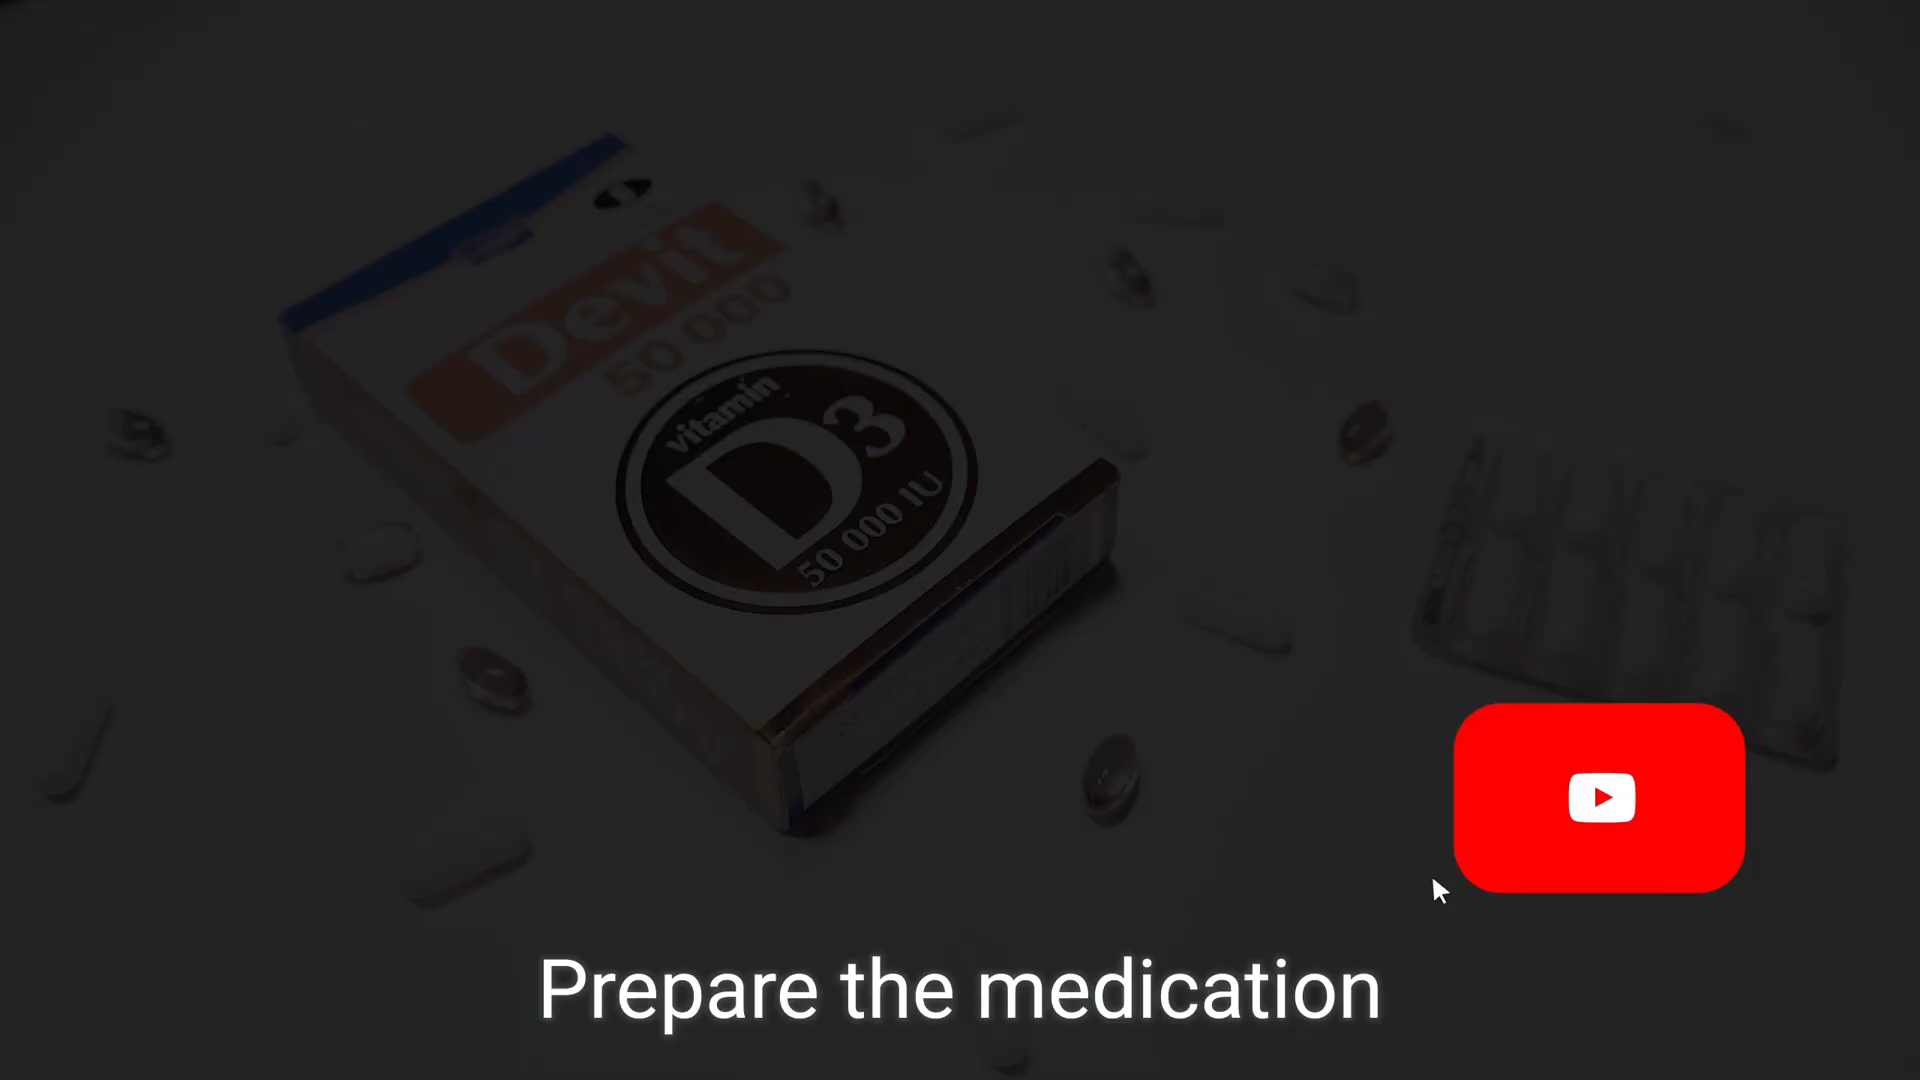 Devit
50 000
vitamin
D3
50 000 IU
Prepare the medication